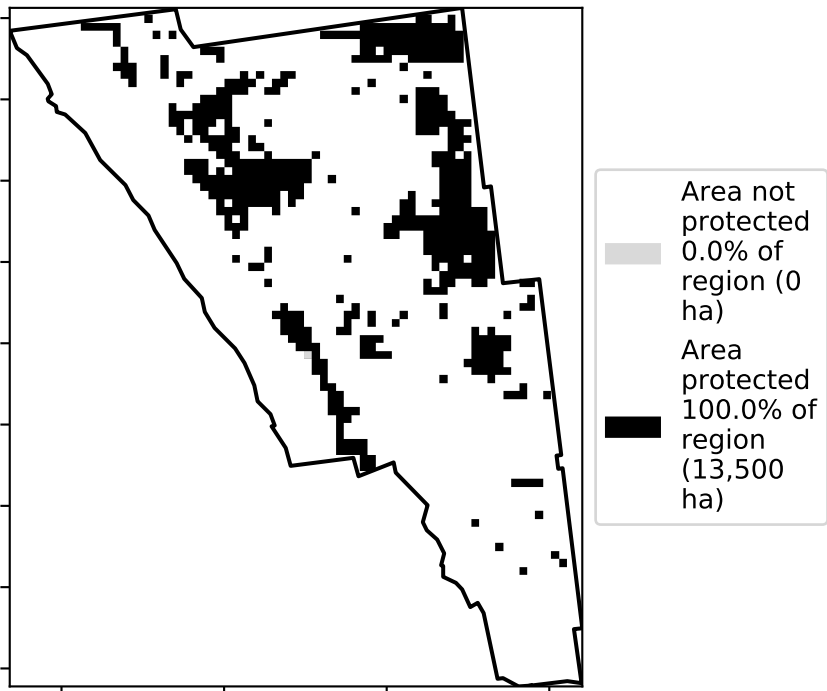 Area not
protected
0.0% of
region (0
ha)
Area
protected
100.0% of
region
(13,500
ha)